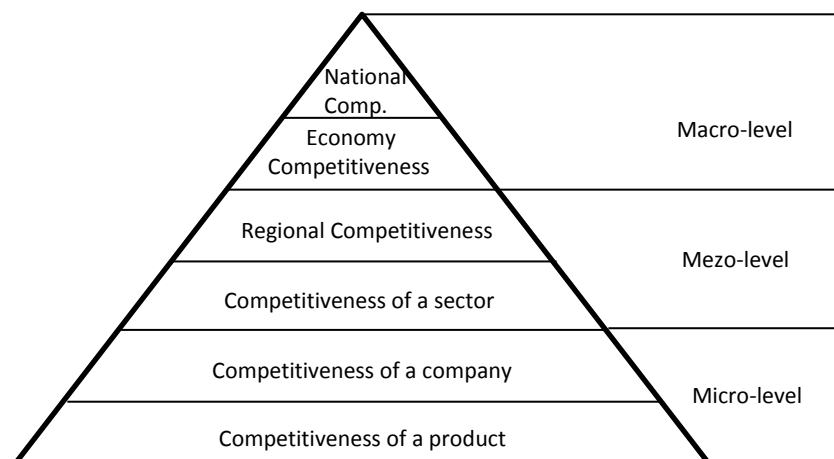 National
Comp.
Economy
Competitiveness
Macro-level
Regional Competitiveness
Mezo-level
Competitiveness of a sector
Competitiveness of a company
Micro-level
Competitiveness of a product